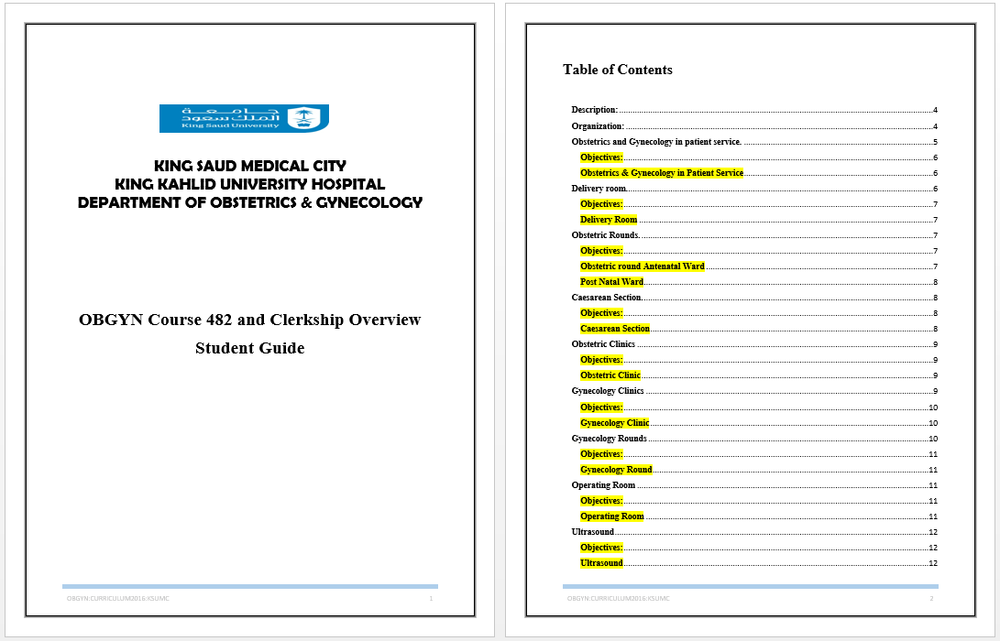 جامعة
الملك سعود
King Saud University
KING SAUD MEDICAL CITY
KING KAHLID UNIVERSITY HOSPITAL
DEPARTMENT OF OBSTETRICS & GYNECOLOGY
OBGYN Course 482 and Clerkship Overview
Student Guide
OBGYN:CURRICULUM2016:KSUMC 1
Table of Contents
Description: 4
Organization: 4
Obstetrics and Gynecology in patient service. 5
Objectives: 6
Obstetrics & Gynecology in Patient Service 6
Delivery room. 6
Objectives: 7
Delivery Room 7
Obstetric Rounds. 7
Objectives: 7
Obstetric round Antenatal Ward 7
Post Natal Ward 8
Caesarean Section. 8
Objectives: 8
Caesarean Section 8
Obstetric Clinics 9
Objectives: 9
Obstetric Clinic 9
Gynecology Clinics 9
Objectives: 10
Gynecology Clinic 10
Gynecology Rounds 10
Objectives: 11
Gynecology Round 11
Operating Room 11
Objectives: 11
Operating Room 11
Ultrasound 12
Objectives: 12
Ultrasound 12
OBGYN:CURRICULUM2016:KSUMC 2